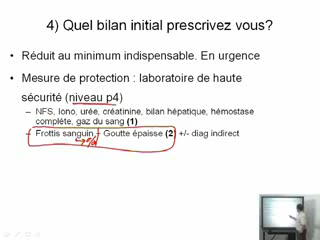 4) Quel bilan initial prescrivez vous?
• Réduit au minimum indispensable. En urgence
• Mesure de protection : laboratoire de haute
sécurité (niveau p4)
– NFS, Iono, urée, créatinine, bilan hépatique, hémostase
complète, gaz du sang (1)
– Frottis sanguin + Goutte épaisse (2) +/- diag indirect